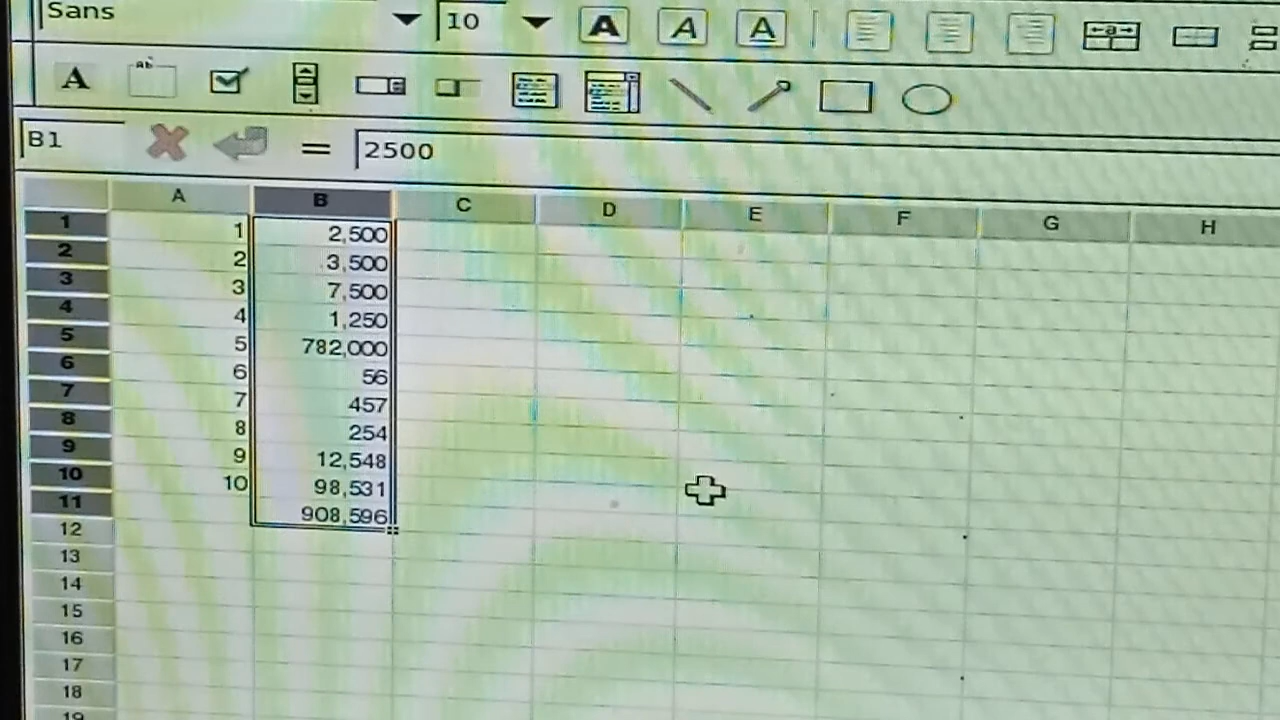 Sans 10 A A A a
A ab
B1 = 2500
A B C D E F G H
1 1 2,500
2 2 3,500
3 3 7,500
4 4 1,250
5 5 782,000
6 6 56
7 7 457
8 8 254
9 9 12,548
10 10 98,531
11 908,596
12
13
14
15
16
17
18
19